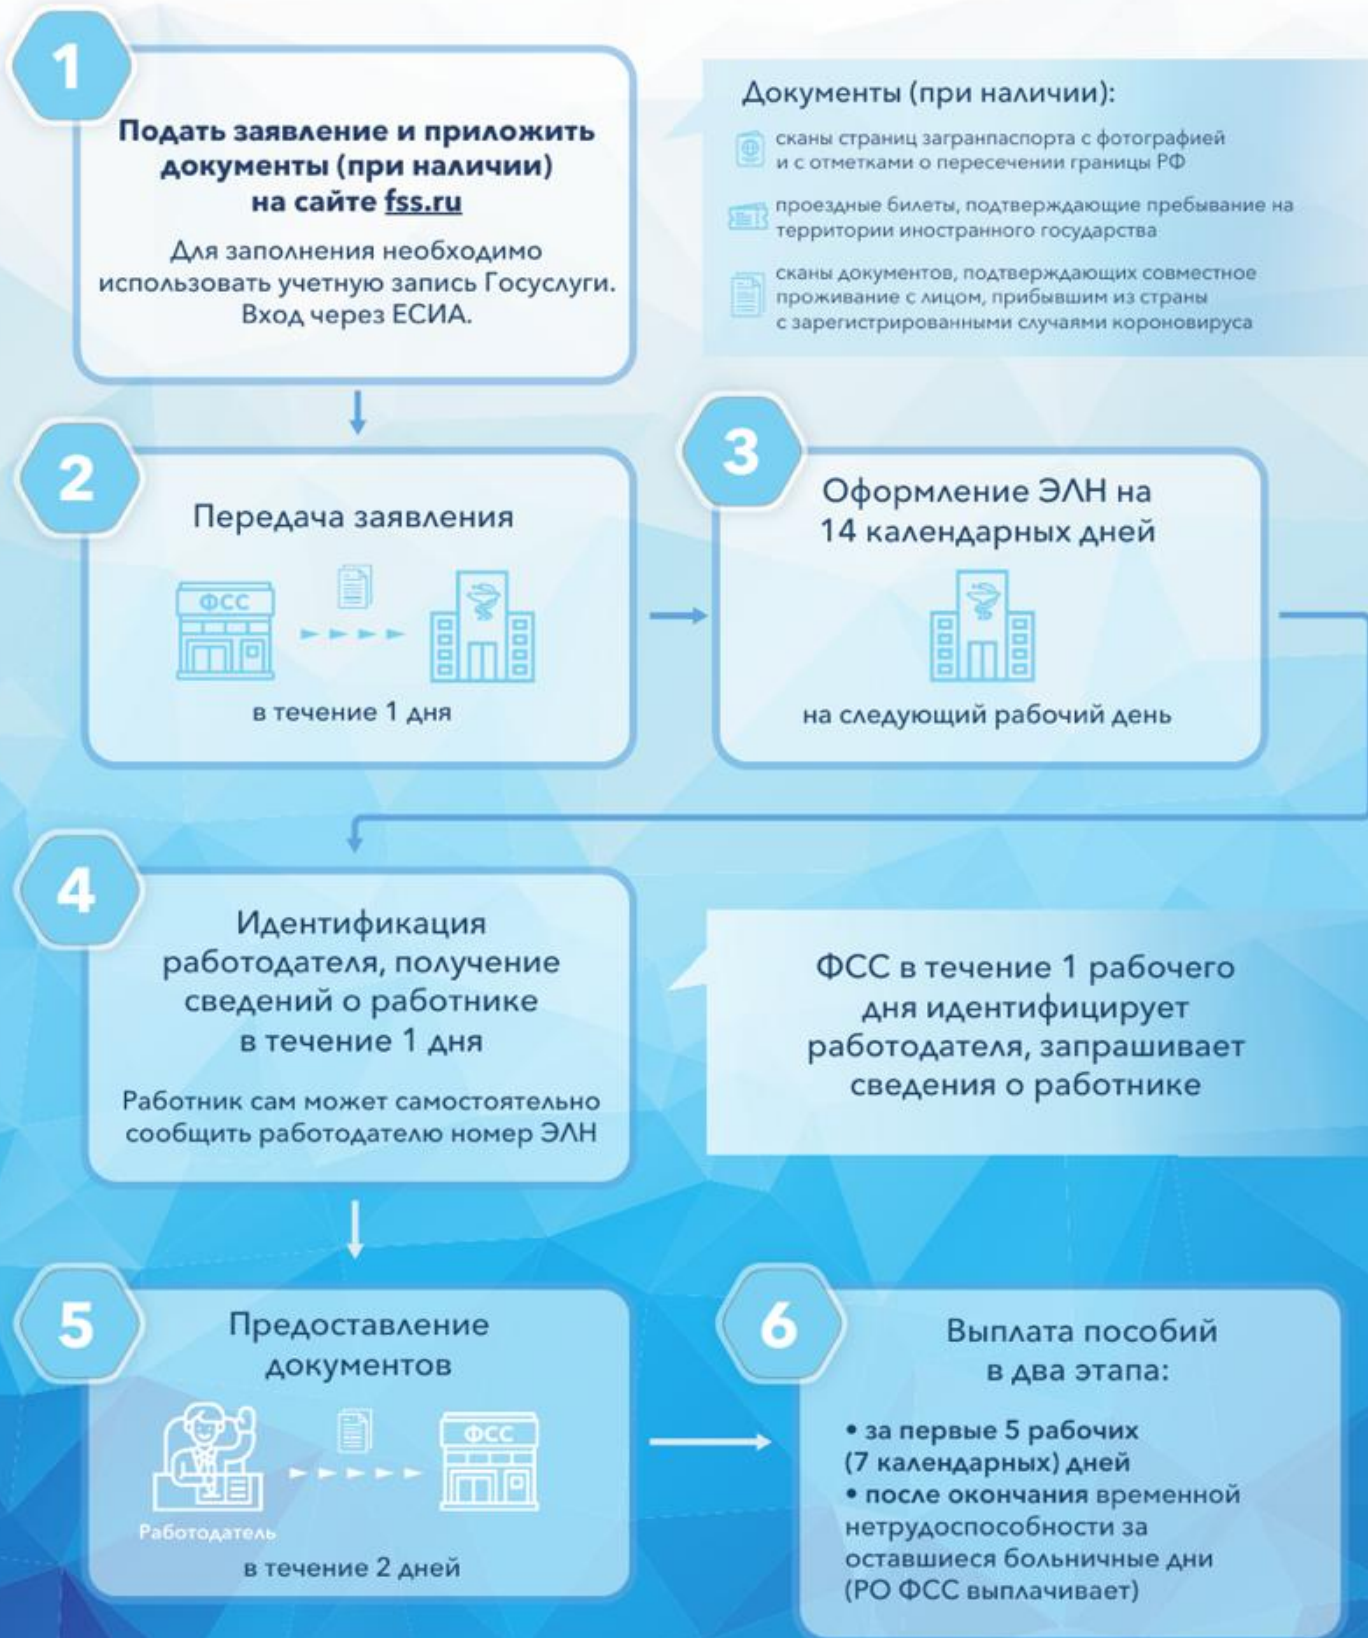 1
Подать заявление и приложить
документы (при наличии)
на сайте fss.ru
Для заполнения необходимо
использовать учетную запись Госуслуги.
Вход через ЕСИА.
Документы (при наличии):
сканы страниц загранпаспорта с фотографией
и с отметками о пересечении границы РФ
проездные билеты, подтверждающие пребывание на
территории иностранного государства
сканы документов, подтверждающих совместное
проживание с лицом, прибывшим из страны
с зарегистрированными случаями короновируса
2
Передача заявления
ФСС
в течение 1 дня
3
Оформление ЭЛН на
14 календарных дней
на следующий рабочий день
4
Идентификация
работодателя, получение
сведений о работнике
в течение 1 дня
Работник сам может самостоятельно
сообщить работодателю номер ЭЛН
ФСС в течение 1 рабочего
дня идентифицирует
работодателя, запрашивает
сведения о работнике
5
Предоставление
документов
ФСС
Работодатель
в течение 2 дней
6
Выплата пособий
в два этапа:
• за первые 5 рабочих
(7 календарных) дней
• после окончания временной
нетрудоспособности за
оставшиеся больничные дни
(РО ФСС выплачивает)